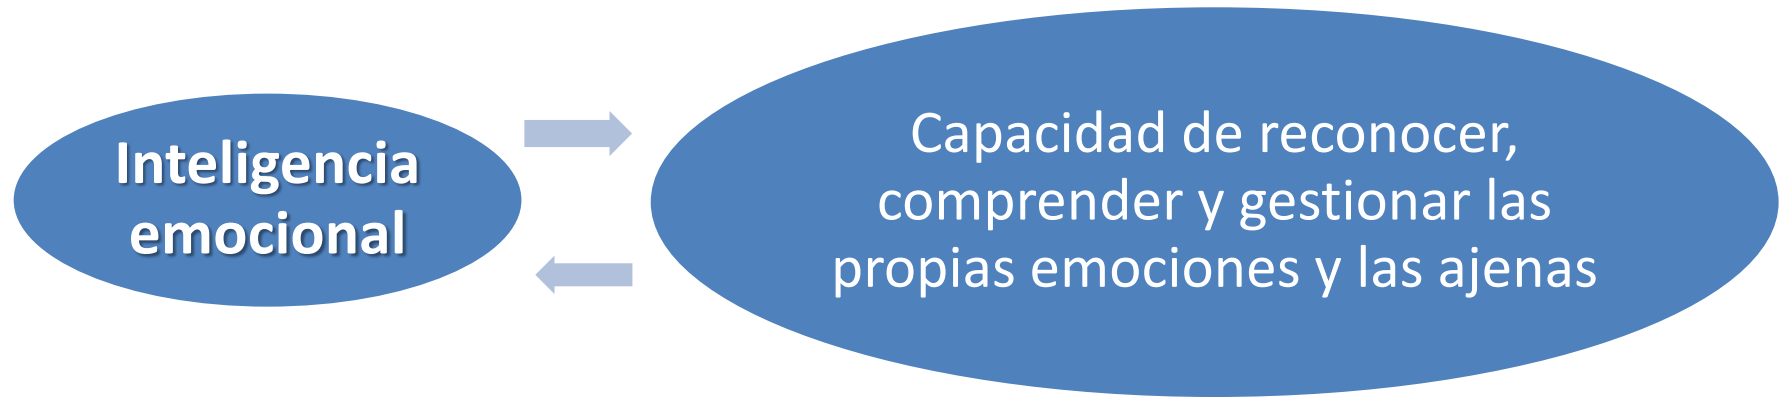 Inteligencia
emocional
Capacidad de reconocer,
comprender y gestionar las
propias emociones y las ajenas